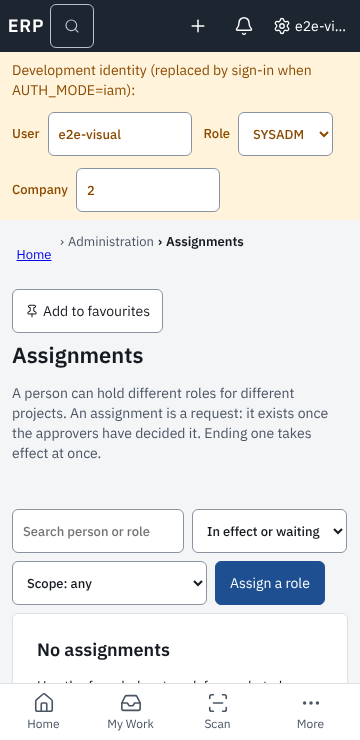 ERP
e2e-vi...
Development identity (replaced by sign-in when
AUTH_MODE=iam):
User e2e-visual Role SYSADM
Company 2
Home › Administration › Assignments
Add to favourites
Assignments
A person can hold different roles for different
projects. An assignment is a request: it exists once
the approvers have decided it. Ending one takes
effect at once.
Search person or role In effect or waiting
Scope: any Assign a role
No assignments
Home My Work Scan More